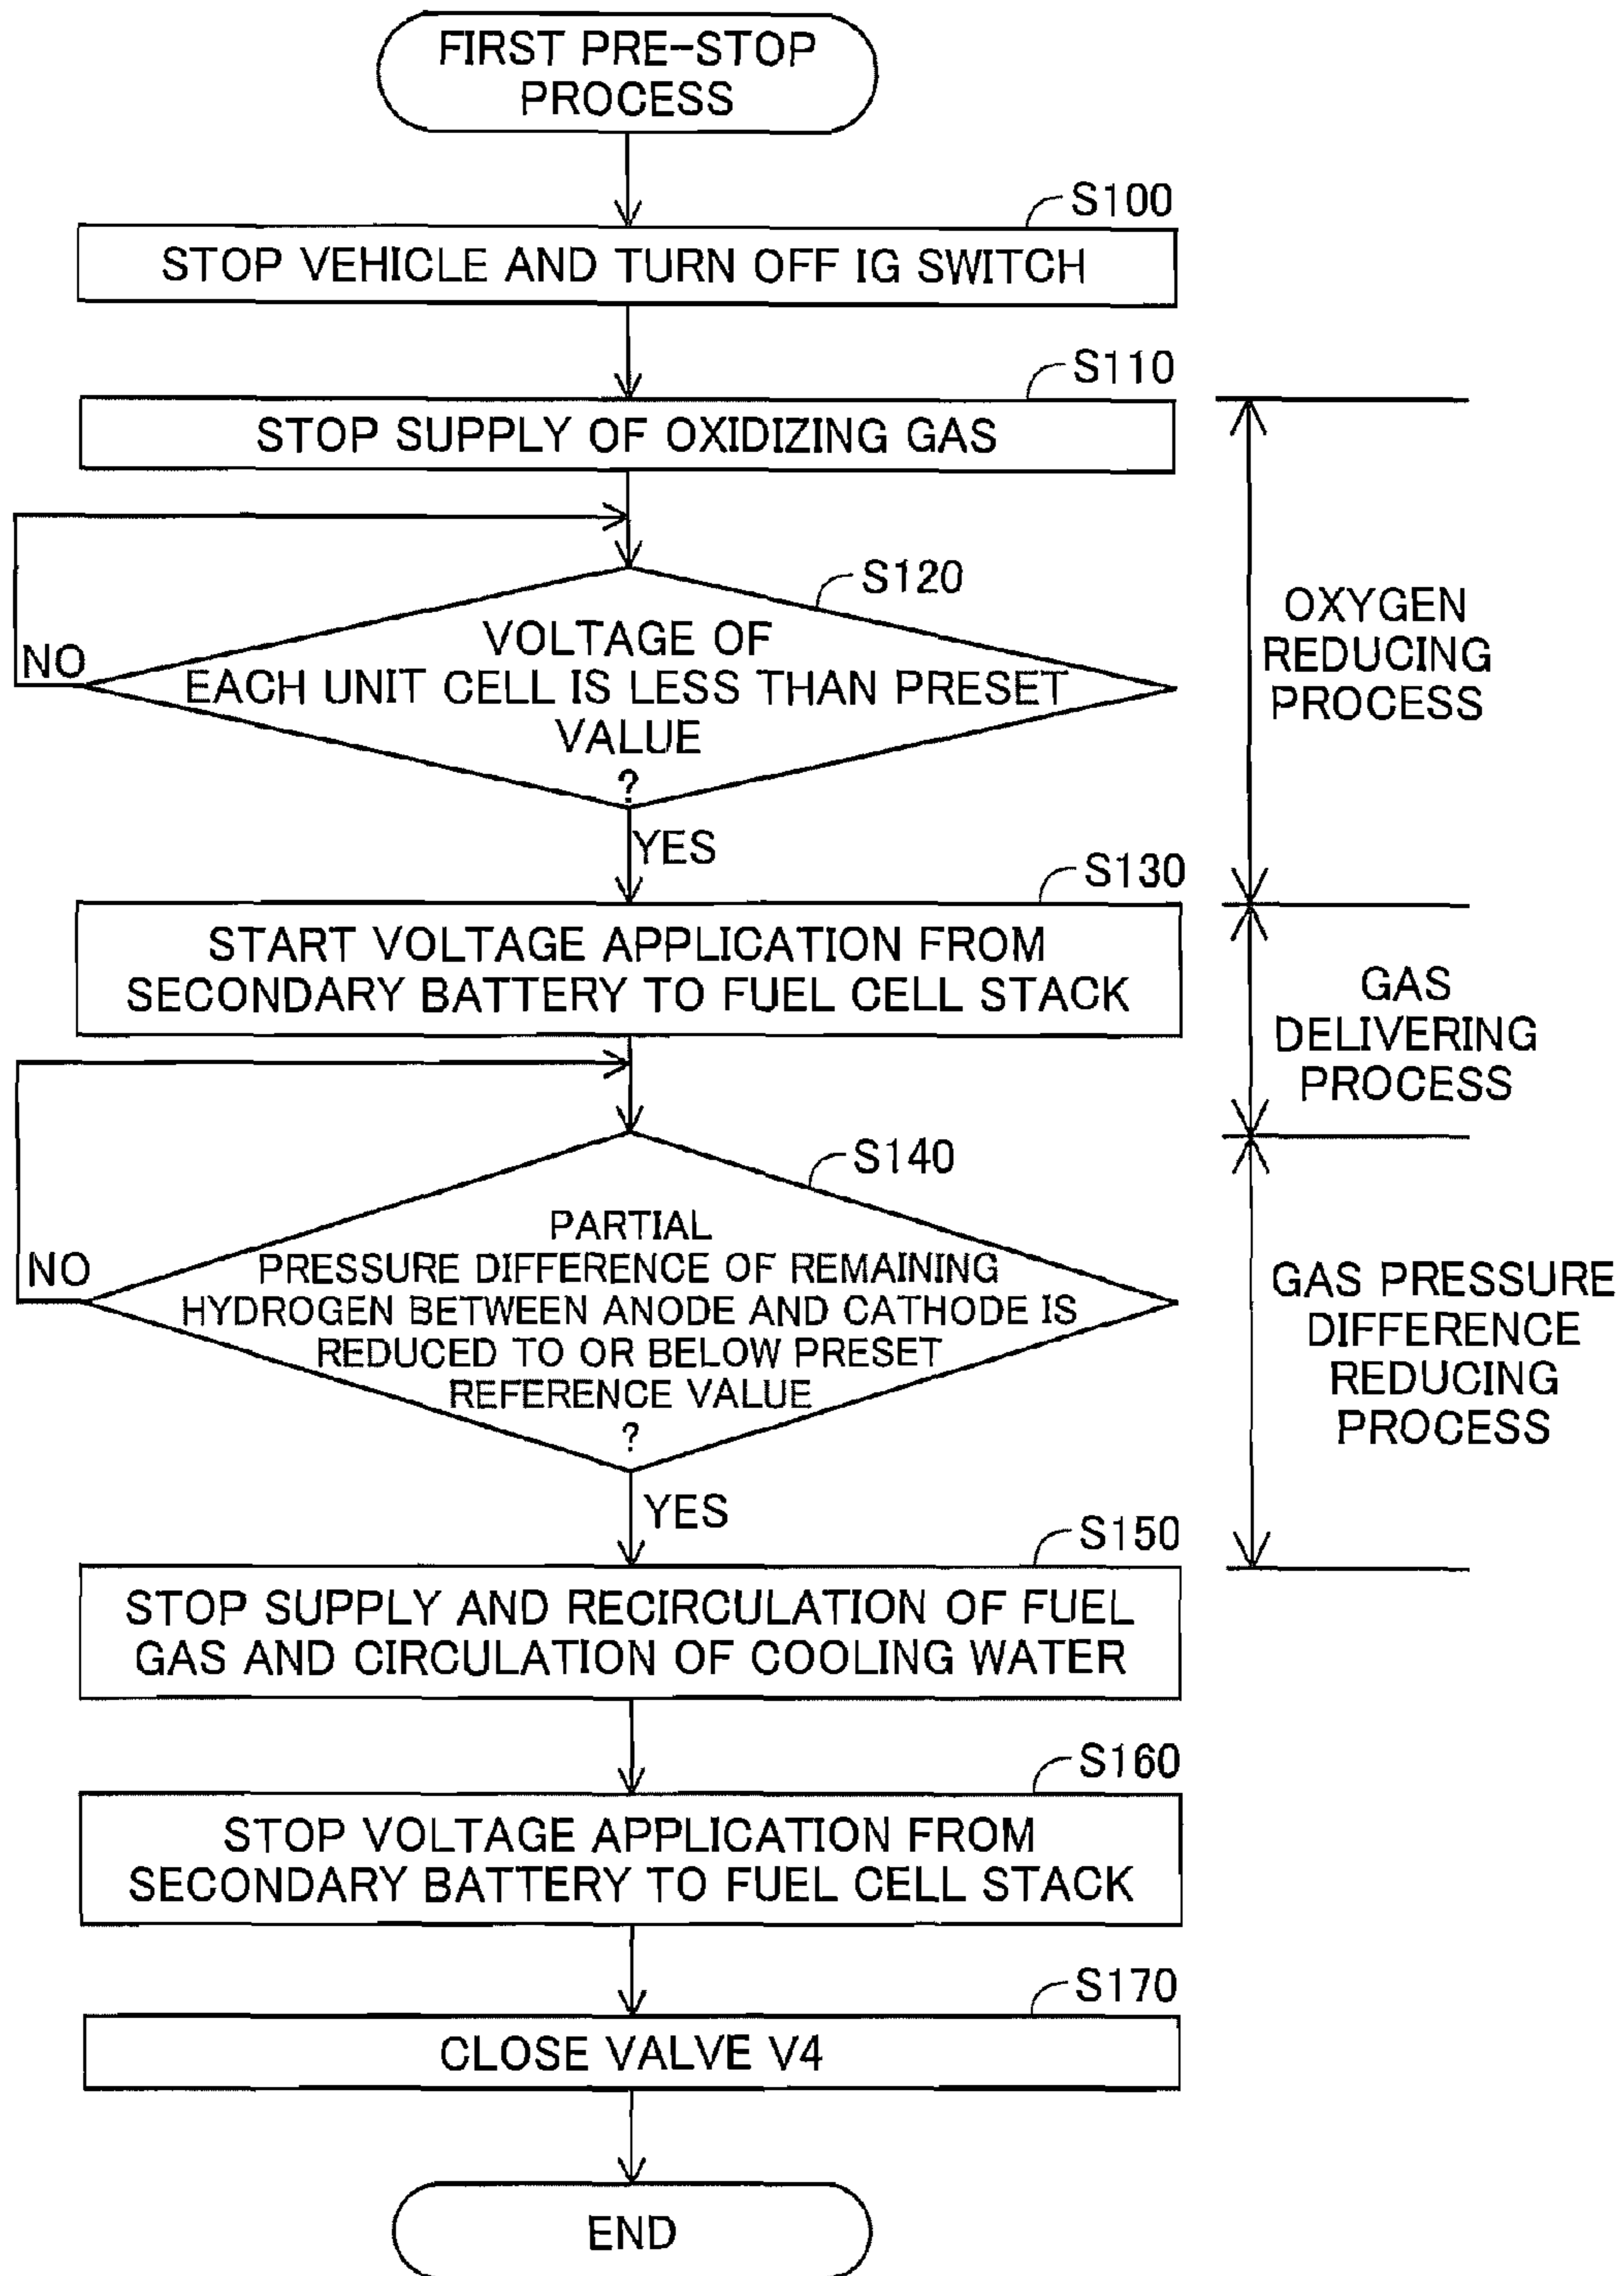 FIRST PRE-STOP
PROCESS
S100
STOP VEHICLE AND TURN OFF IG SWITCH
S110
STOP SUPPLY OF OXIDIZING GAS
S120
VOLTAGE OF
EACH UNIT CELL IS LESS THAN PRESET
VALUE
?
NO
YES
OXYGEN
REDUCING
PROCESS
S130
START VOLTAGE APPLICATION FROM
SECONDARY BATTERY TO FUEL CELL STACK
GAS
DELIVERING
PROCESS
S140
PARTIAL
PRESSURE DIFFERENCE OF REMAINING
HYDROGEN BETWEEN ANODE AND CATHODE IS
REDUCED TO OR BELOW PRESET
REFERENCE VALUE
?
NO
YES
GAS PRESSURE
DIFFERENCE
REDUCING
PROCESS
S150
STOP SUPPLY AND RECIRCULATION OF FUEL
GAS AND CIRCULATION OF COOLING WATER
S160
STOP VOLTAGE APPLICATION FROM
SECONDARY BATTERY TO FUEL CELL STACK
S170
CLOSE VALVE V4
END